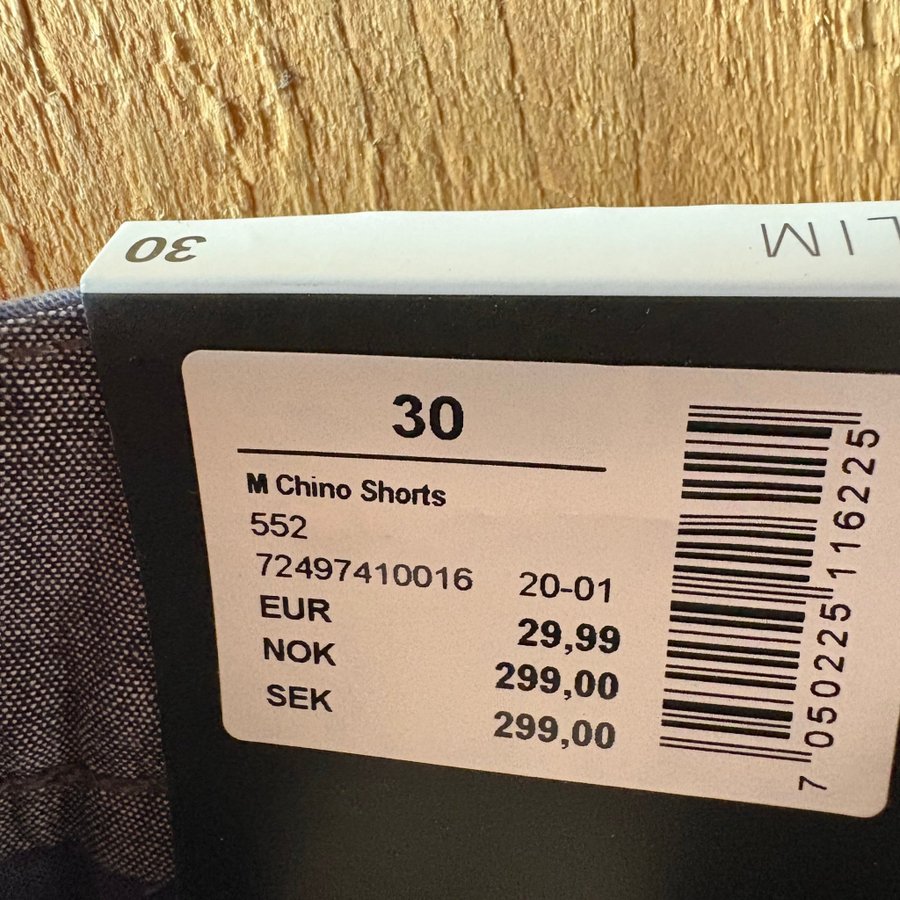 30
LIM
30
M Chino Shorts
552
72497410016 20-01
EUR 29,99
NOK 299,00
SEK 299,00
7 050225 116225